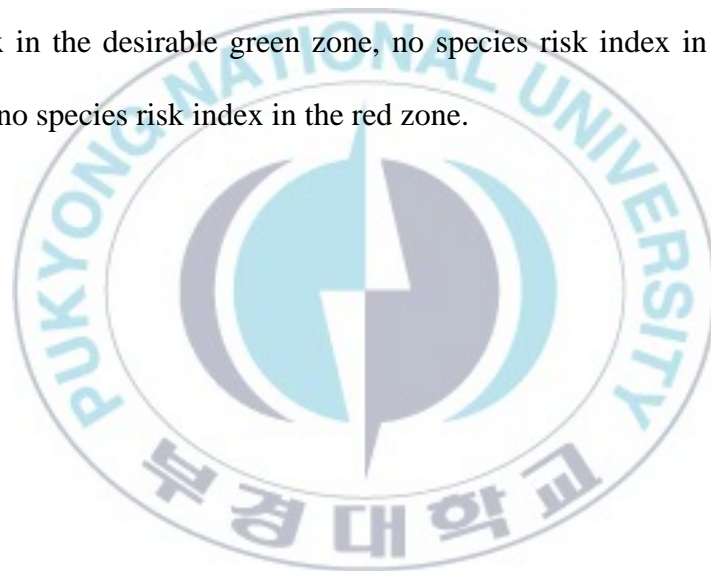 x in the desirable green zone, no species risk index in
no species risk index in the red zone.
PUKYONG NATIONAL UNIVERSITY
부경대학교